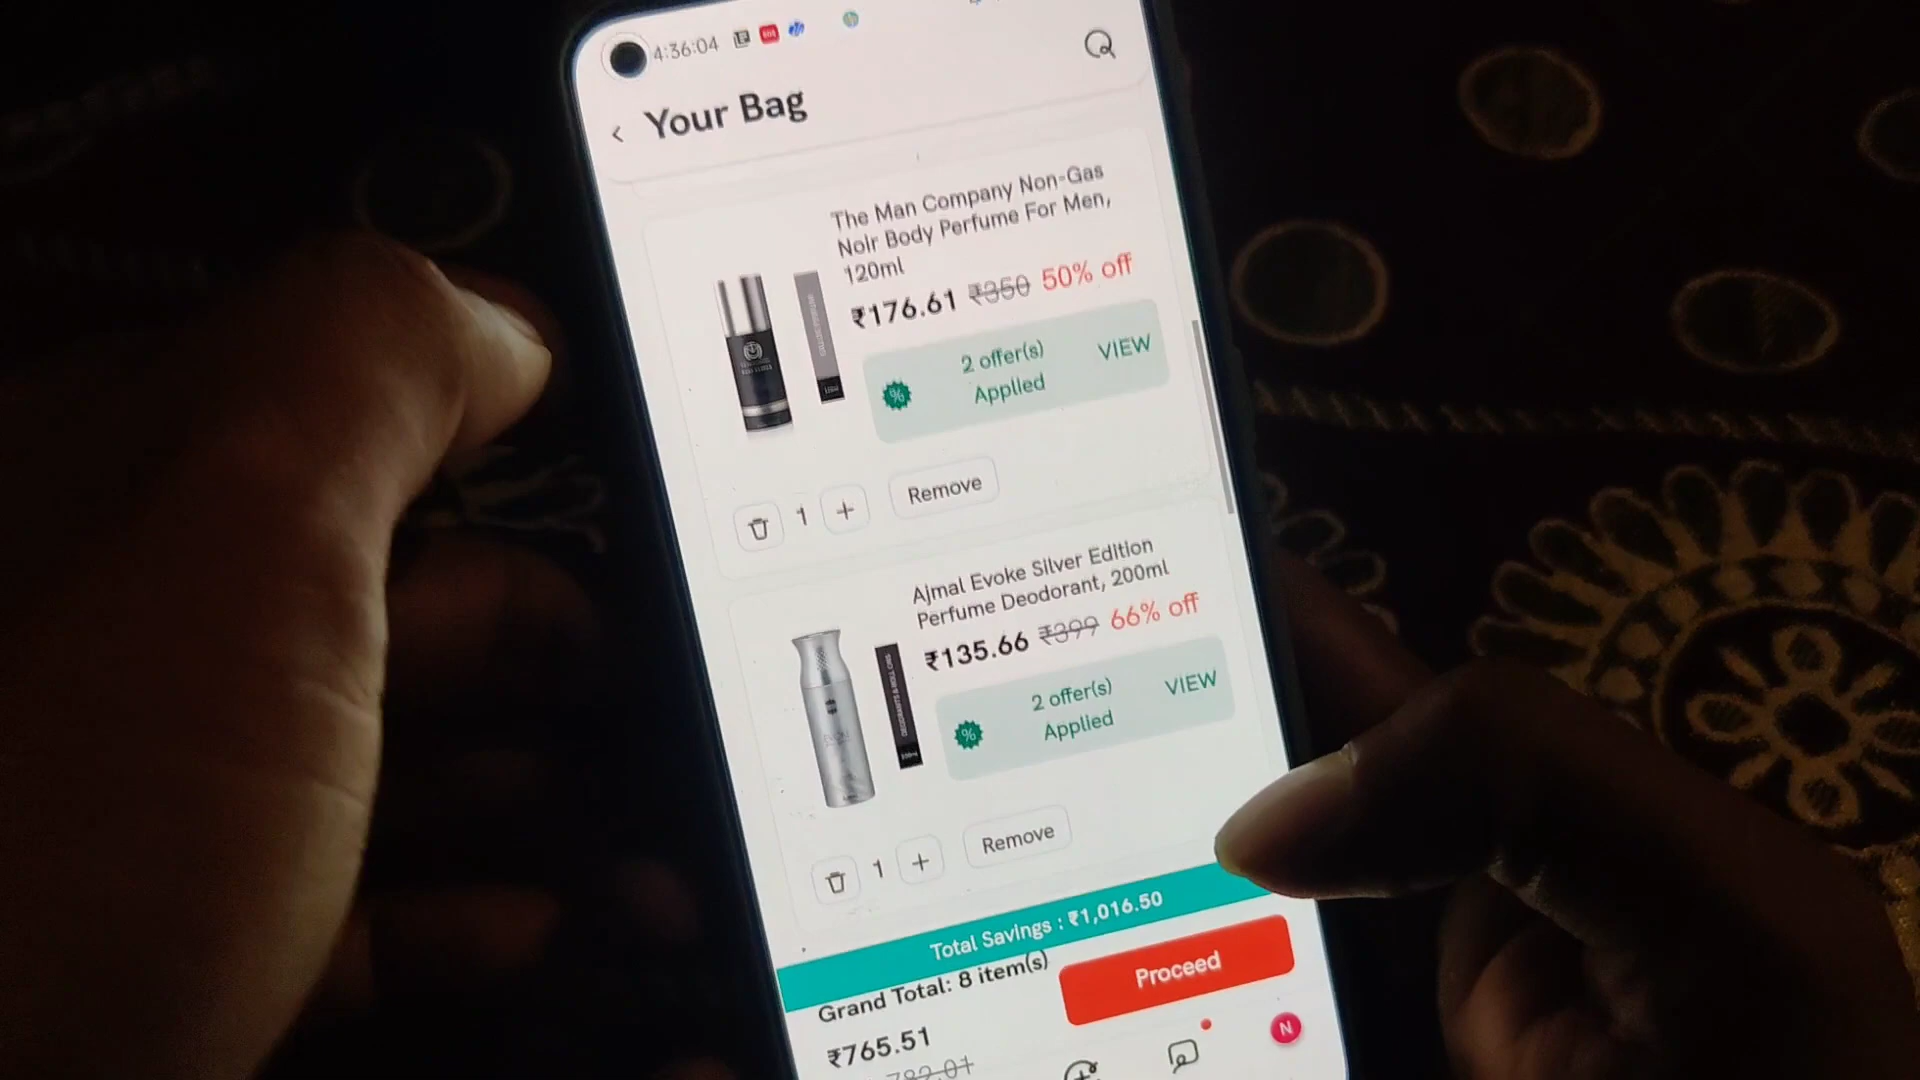 4:36:04
Your Bag
The Man Company Non-Gas
Noir Body Perfume For Men,
120ml
₹176.61 ₹350 50% off
2 offer(s)
Applied
VIEW
1 + Remove
Ajmal Evoke Silver Edition
Perfume Deodorant, 200ml
₹135.66 ₹399 66% off
2 offer(s)
Applied
VIEW
1 + Remove
Total Savings : ₹1,016.50
Grand Total: 8 item(s)
₹765.51
Proceed
N